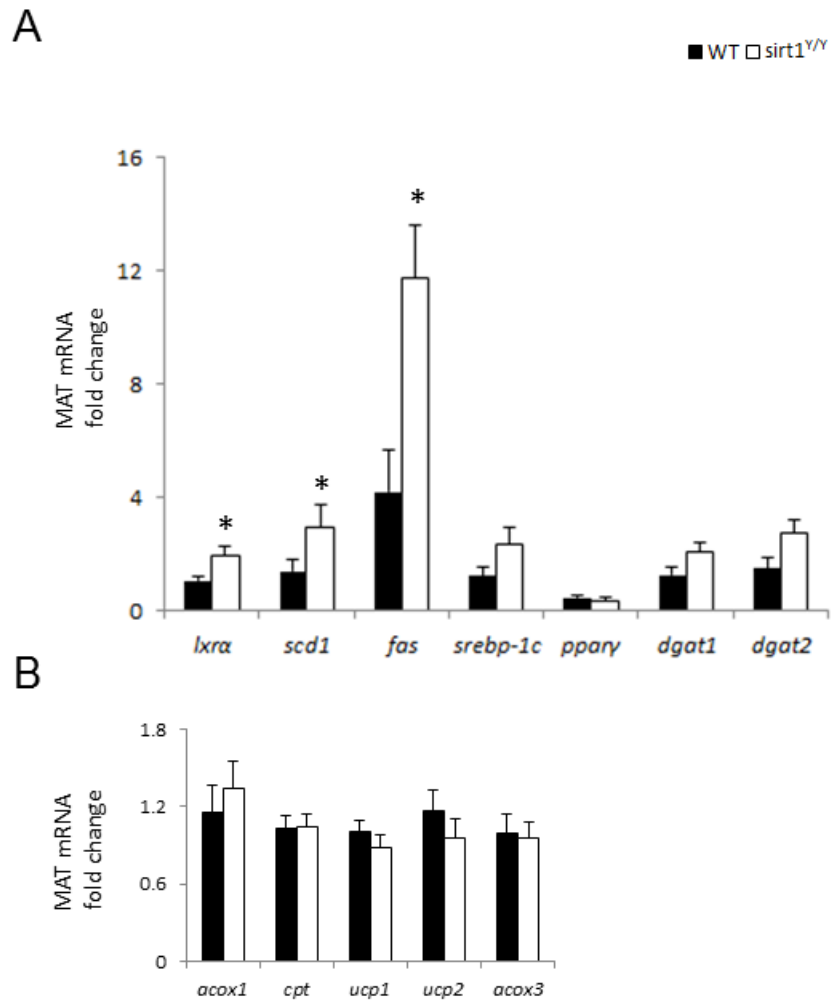 A
WT sirt1Y/Y
16
12
8
4
0
MAT mRNA
fold change
*
*
*
lxrα scd1 fas srebp-1c pparγ dgat1 dgat2
B
1.8
1.2
0.6
0
MAT mRNA
fold change
acox1 cpt ucp1 ucp2 acox3